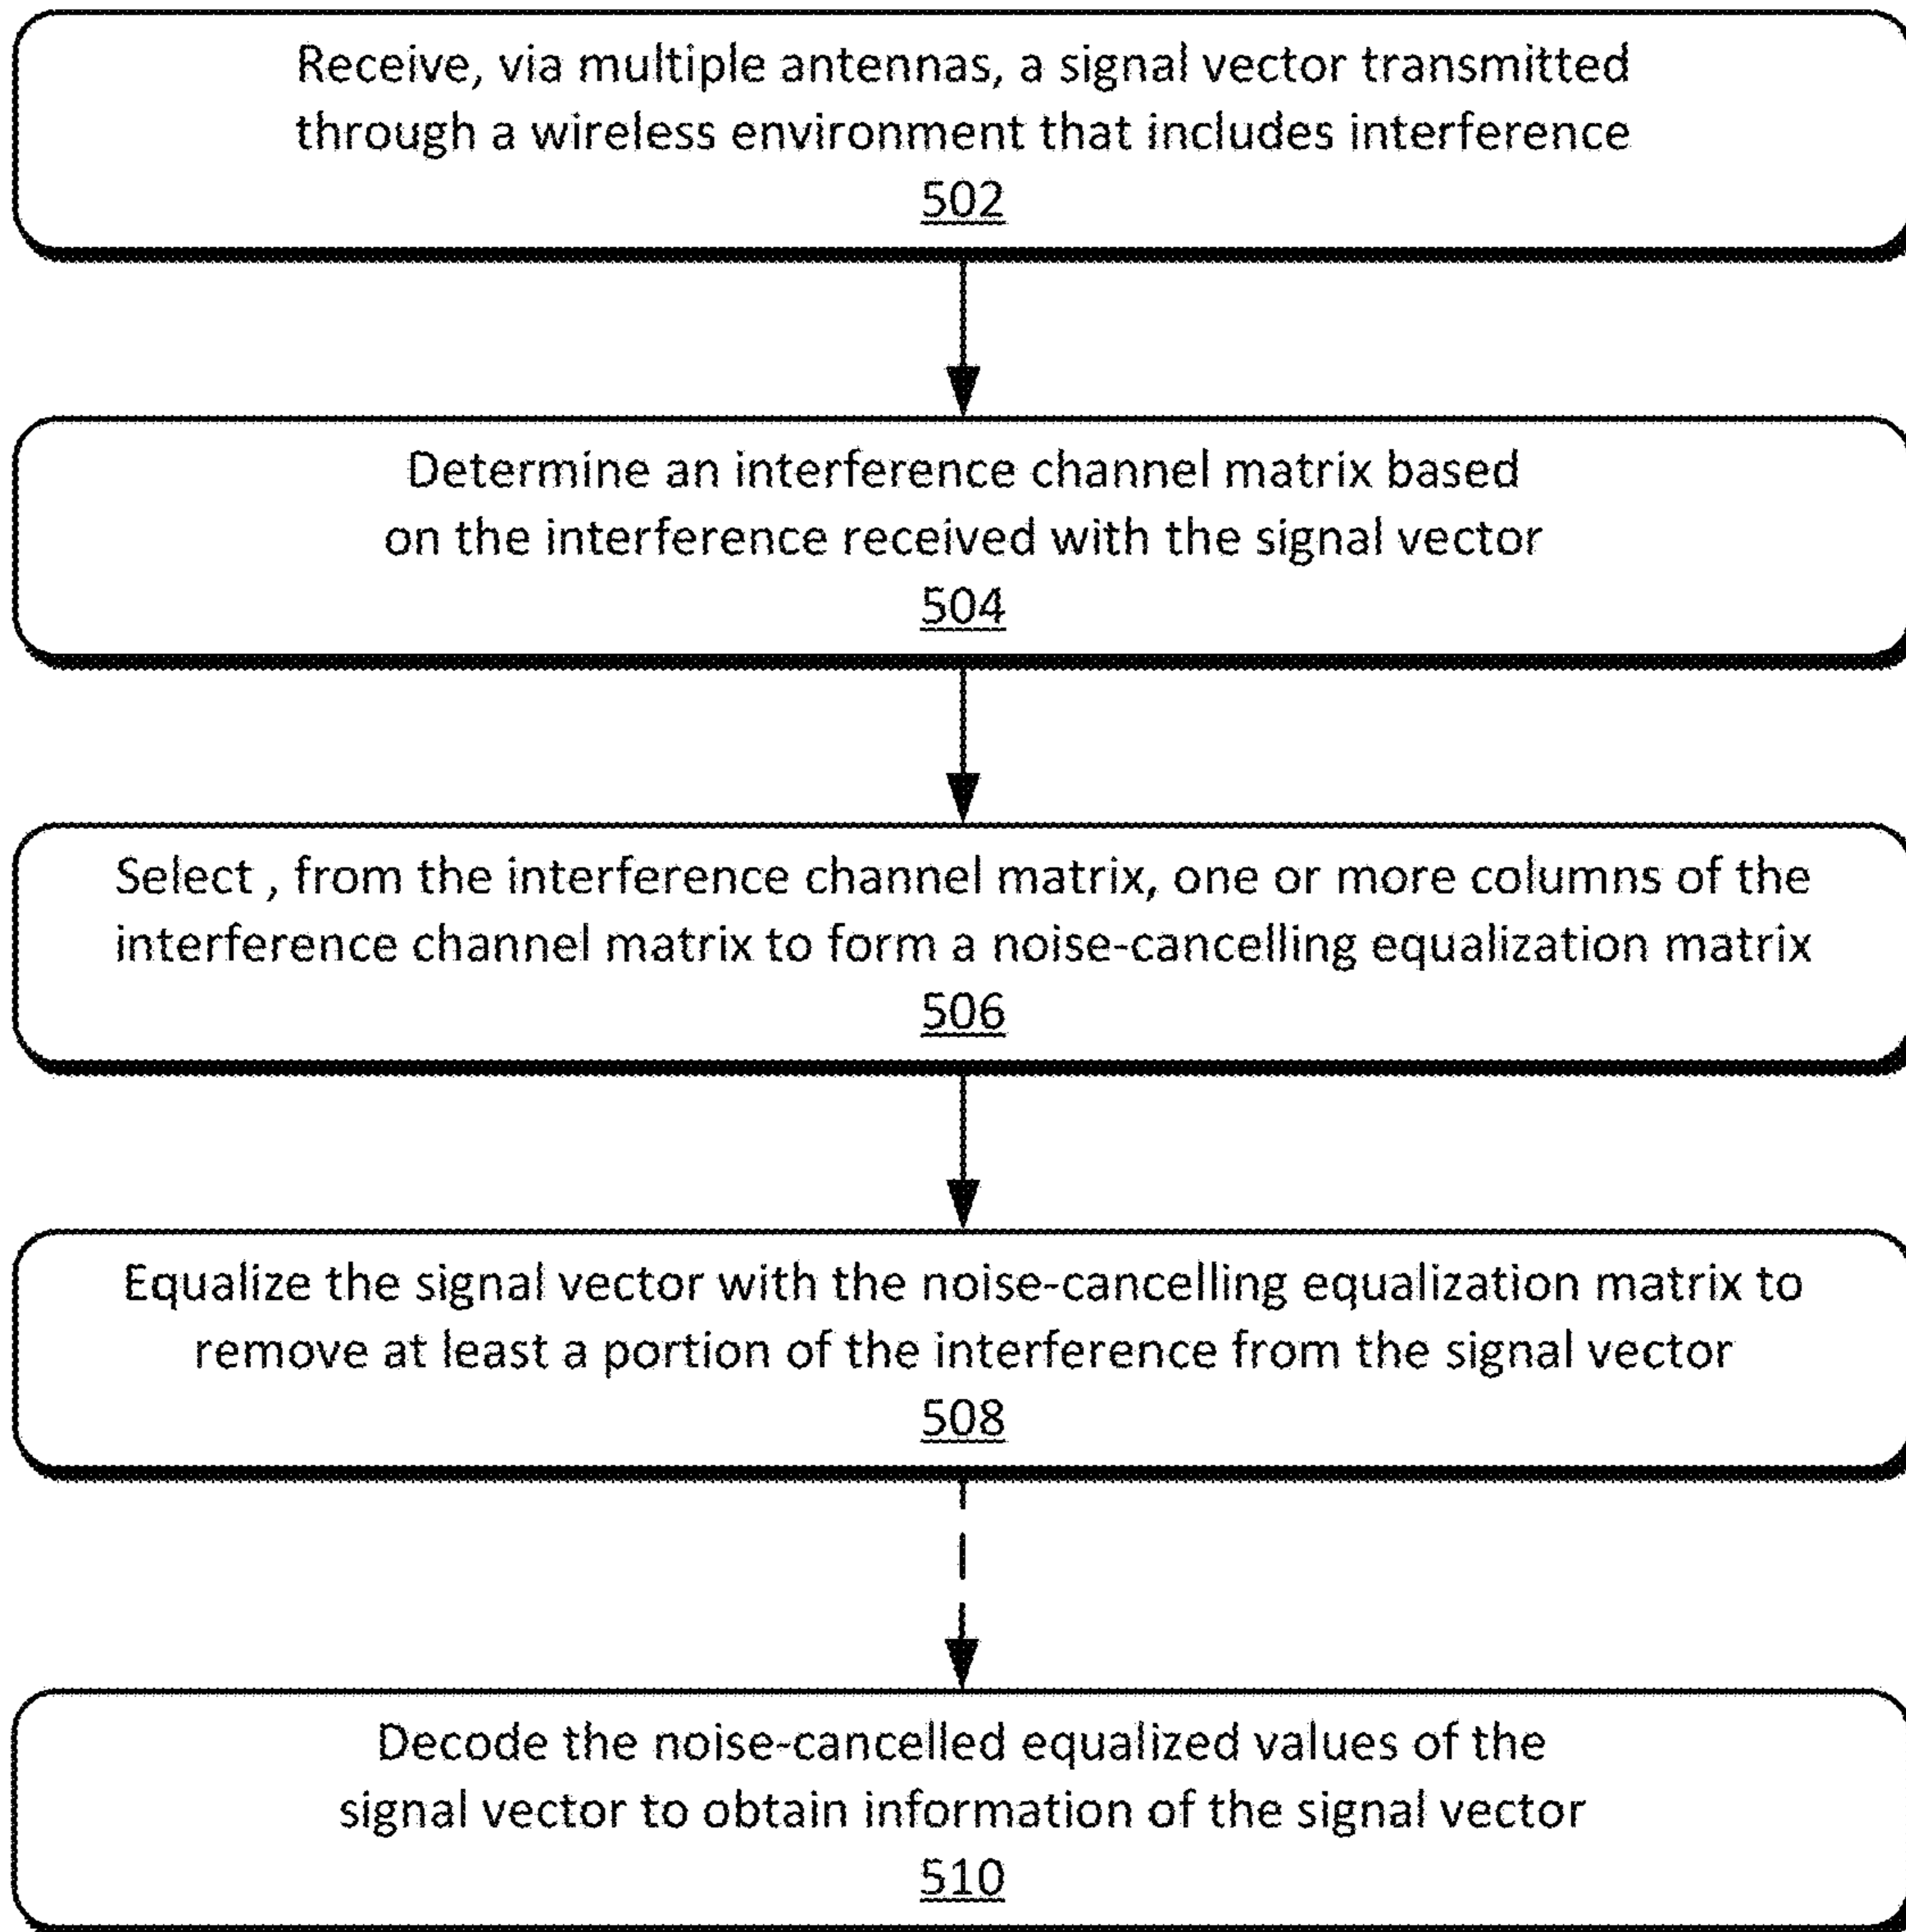 Receive, via multiple antennas, a signal vector transmitted
through a wireless environment that includes interference
502
Determine an interference channel matrix based
on the interference received with the signal vector
504
Select , from the interference channel matrix, one or more columns of the
interference channel matrix to form a noise-cancelling equalization matrix
506
Equalize the signal vector with the noise-cancelling equalization matrix to
remove at least a portion of the interference from the signal vector
508
Decode the noise-cancelled equalized values of the
signal vector to obtain information of the signal vector
510